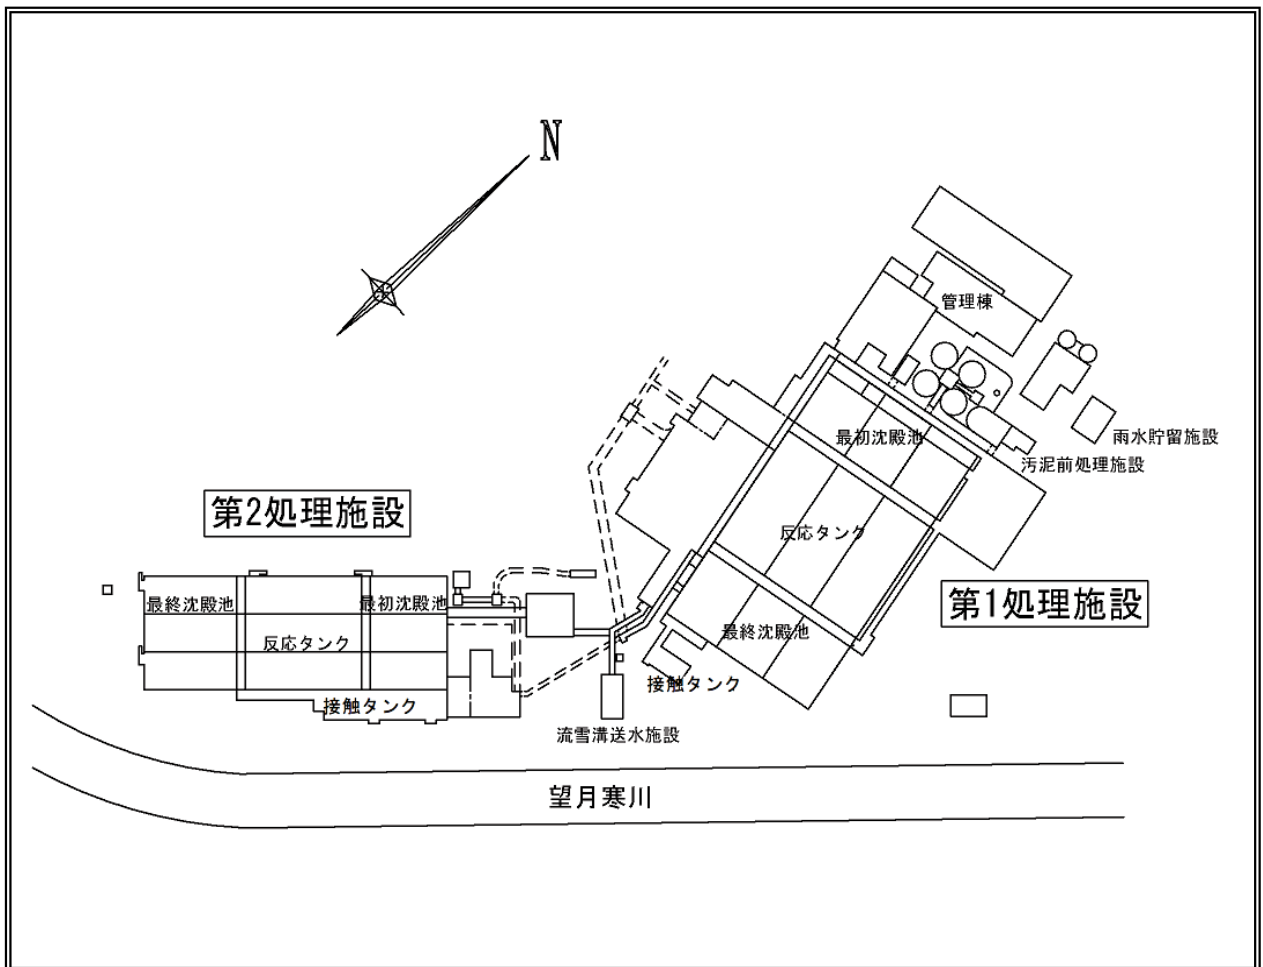 N
管理棟
雨水貯留施設
最初沈殿池
汚泥前処理施設
第2処理施設
反応タンク
第1処理施設
最終沈殿池
最初沈殿池
反応タンク
最終沈殿池
接触タンク
接触タンク
流雪溝送水施設
望月寒川